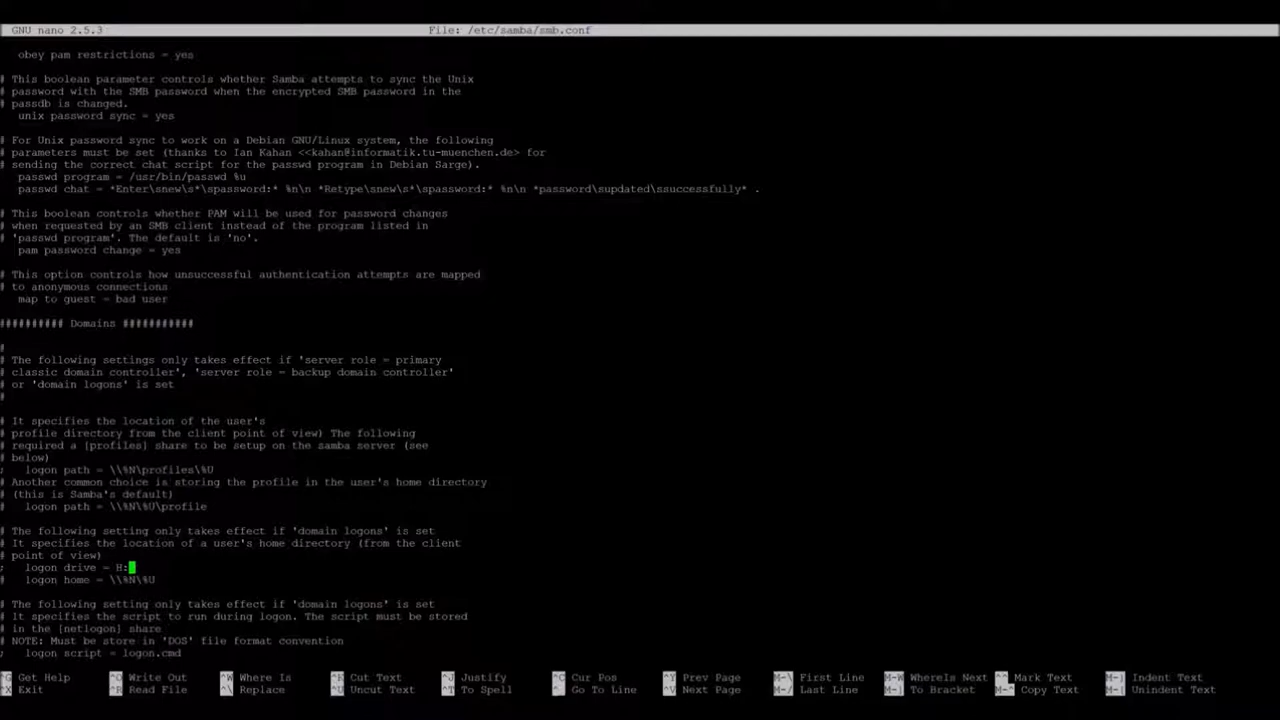 GNU nano 2.5.3 File: /etc/samba/smb.conf
obey pam restrictions = yes
# This boolean parameter controls whether Samba attempts to sync the Unix
# password with the SMB password when the encrypted SMB password in the
# passdb is changed.
unix password sync = yes
# For Unix password sync to work on a Debian GNU/Linux system, the following
# parameters must be set (thanks to Ian Kahan <<kahan@informatik.tu-muenchen.de> for
# sending the correct chat script for the passwd program in Debian Sarge).
passwd program = /usr/bin/passwd %u
passwd chat = *Enter\snew\s*\spassword:* %n\n *Retype\snew\s*\spassword:* %n\n *password\supdated\ssuccessfully* .
# This boolean controls whether PAM will be used for password changes
# when requested by an SMB client instead of the program listed in
# 'passwd program'. The default is 'no'.
pam password change = yes
# This option controls how unsuccessful authentication attempts are mapped
# to anonymous connections
map to guest = bad user
########## Domains ###########
#
# The following settings only takes effect if 'server role = primary
# classic domain controller', 'server role = backup domain controller'
# or 'domain logons' is set
#
# It specifies the location of the user's
# profile directory from the client point of view) The following
# required a [profiles] share to be setup on the samba server (see
# below)
; logon path = \\%N\profiles\%U
# Another common choice is storing the profile in the user's home directory
# (this is Samba's default)
# logon path = \\%N\%U\profile
# The following setting only takes effect if 'domain logons' is set
# It specifies the location of a user's home directory (from the client
# point of view)
; logon drive = H:
# logon home = \\%N\%U
# The following setting only takes effect if 'domain logons' is set
# It specifies the script to run during logon. The script must be stored
# in the [netlogon] share
# NOTE: Must be store in 'DOS' file format convention
; logon script = logon.cmd
^G Get Help ^O Write Out ^W Where Is ^K Cut Text ^J Justify ^C Cur Pos ^Y Prev Page M-\ First Line M-W WhereIs Next ^^ Mark Text M-} Indent Text
^X Exit ^R Read File ^\ Replace ^U Uncut Text ^T To Spell ^_ Go To Line ^V Next Page M-/ Last Line M-] To Bracket M-^ Copy Text M-{ Unindent Text